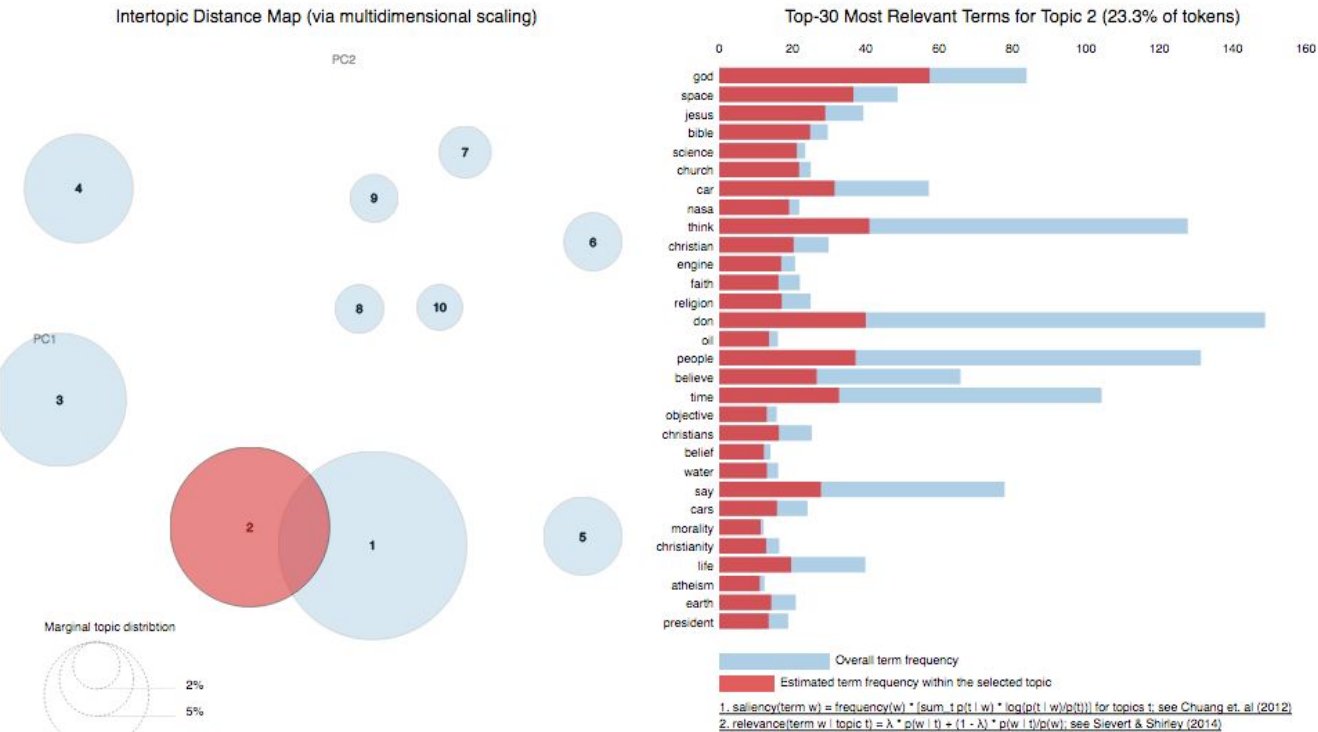 Intertopic Distance Map (via multidimensional scaling)
PC2
7
4
9
6
8
10
PC1
3
2
1
5
Marginal topic distribtion
2%
5%
Top-30 Most Relevant Terms for Topic 2 (23.3% of tokens)
0 20 40 60 80 100 120 140 160
god
space
jesus
bible
science
church
car
nasa
think
christian
engine
faith
religion
don
oil
people
believe
time
objective
christians
belief
water
say
cars
morality
christianity
life
atheism
earth
president
Overall term frequency
Estimated term frequency within the selected topic
1. saliency(term w) = frequency(w) * [sum_t p(t | w) * log(p(t | w)/p(t))] for topics t; see Chuang et. al (2012)
2. relevance(term w | topic t) = λ * p(w | t) + (1 - λ) * p(w | t)/p(w); see Sievert & Shirley (2014)